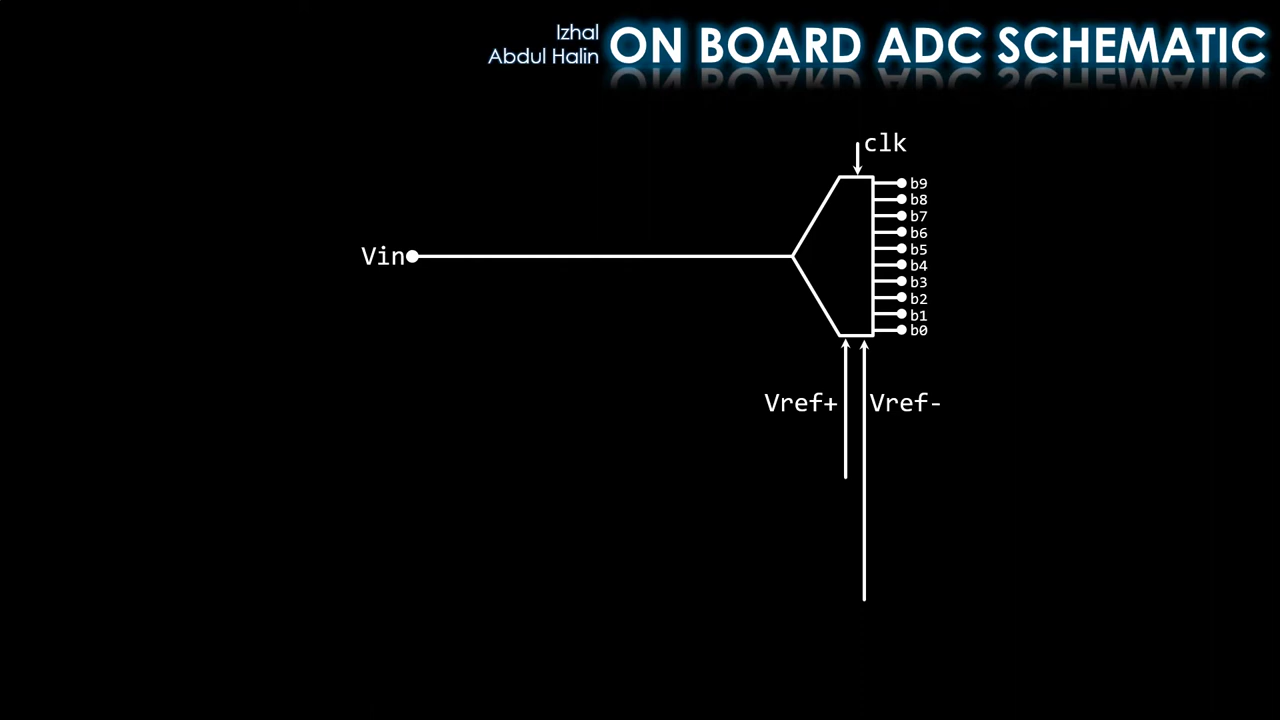 Izhal
Abdul Halin
ON BOARD ADC SCHEMATIC
clk
b9
b8
b7
b6
Vin
b5
b4
b3
b2
b1
b0
Vref+
Vref-